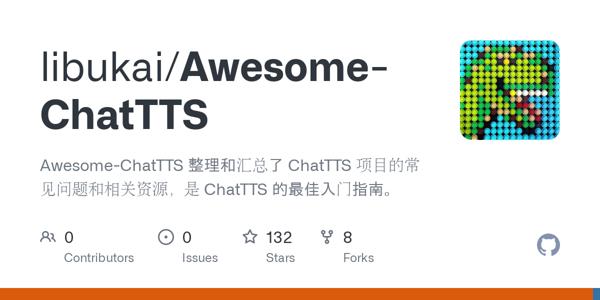 libukai/Awesome-
ChatTTS
Awesome-ChatTTS 整理和汇总了 ChatTTS 项目的常
见问题和相关资源，是 ChatTTS 的最佳入门指南。
0 0 132 8
Contributors Issues Stars Forks